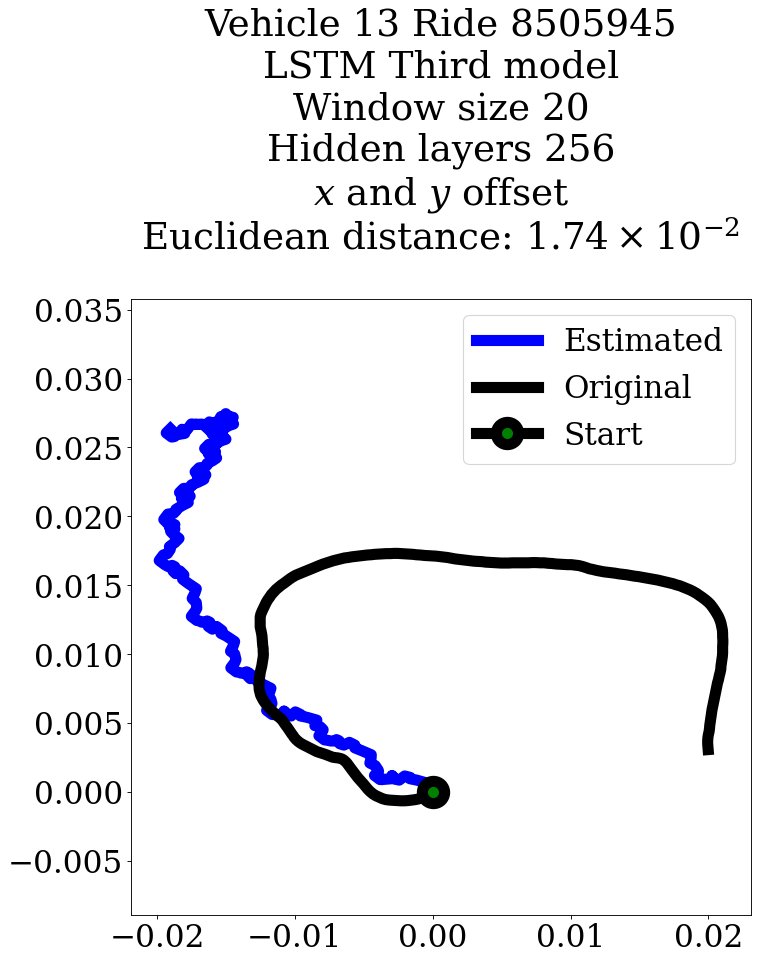 Vehicle 13 Ride 8505945
LSTM Third model
Window size 20
Hidden layers 256
x and y offset
Euclidean distance: 1.74 × 10⁻²
0.035
0.030
0.025
0.020
0.015
0.010
0.005
0.000
−0.005
Estimated
Original
Start
−0.02
−0.01
0.00
0.01
0.02